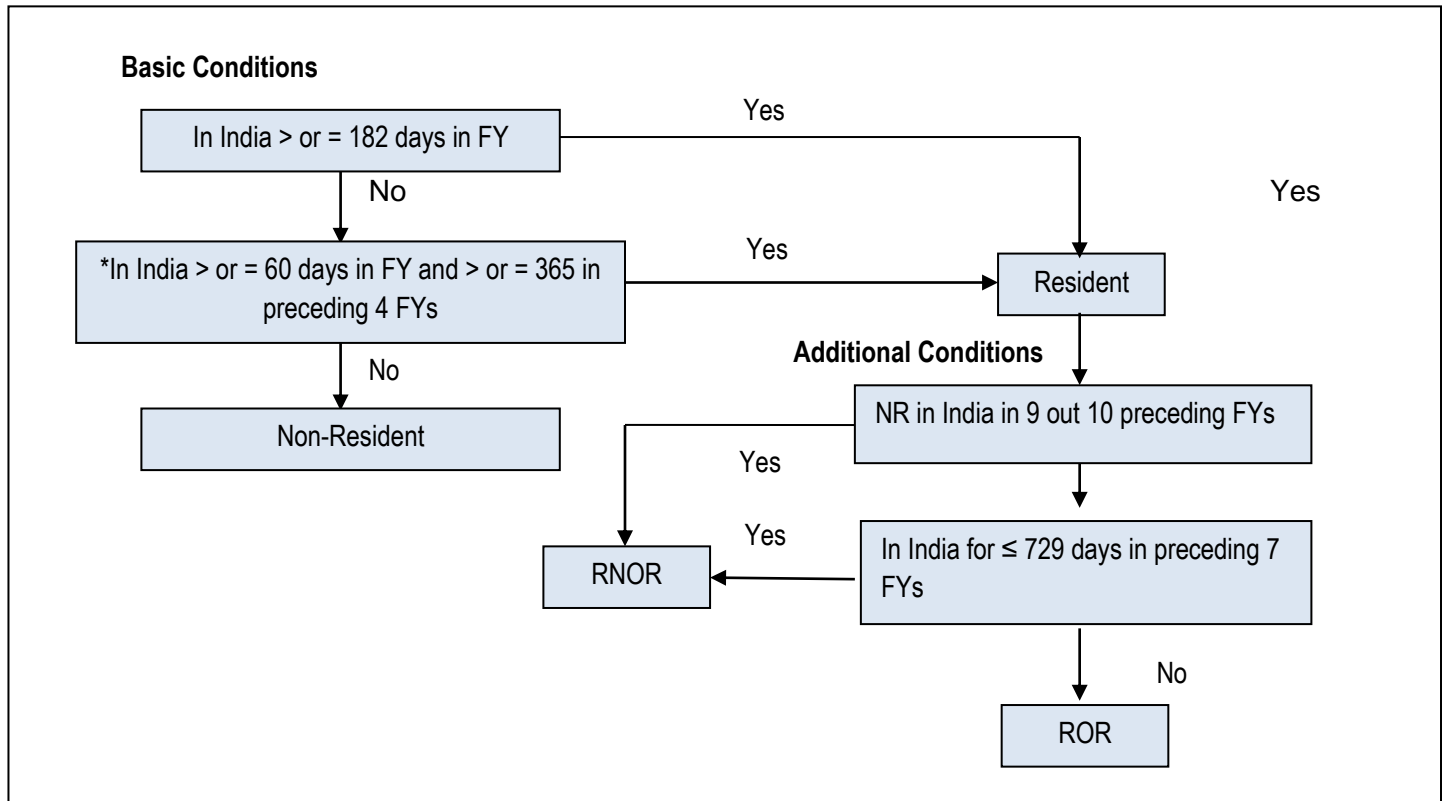 Basic Conditions
Yes
In India > or = 182 days in FY
No
Yes
*In India > or = 60 days in FY and > or = 365 in
preceding 4 FYs
Yes
Resident
No
Additional Conditions
Non-Resident
NR in India in 9 out 10 preceding FYs
Yes
Yes
In India for ≤ 729 days in preceding 7
FYs
RNOR
No
ROR